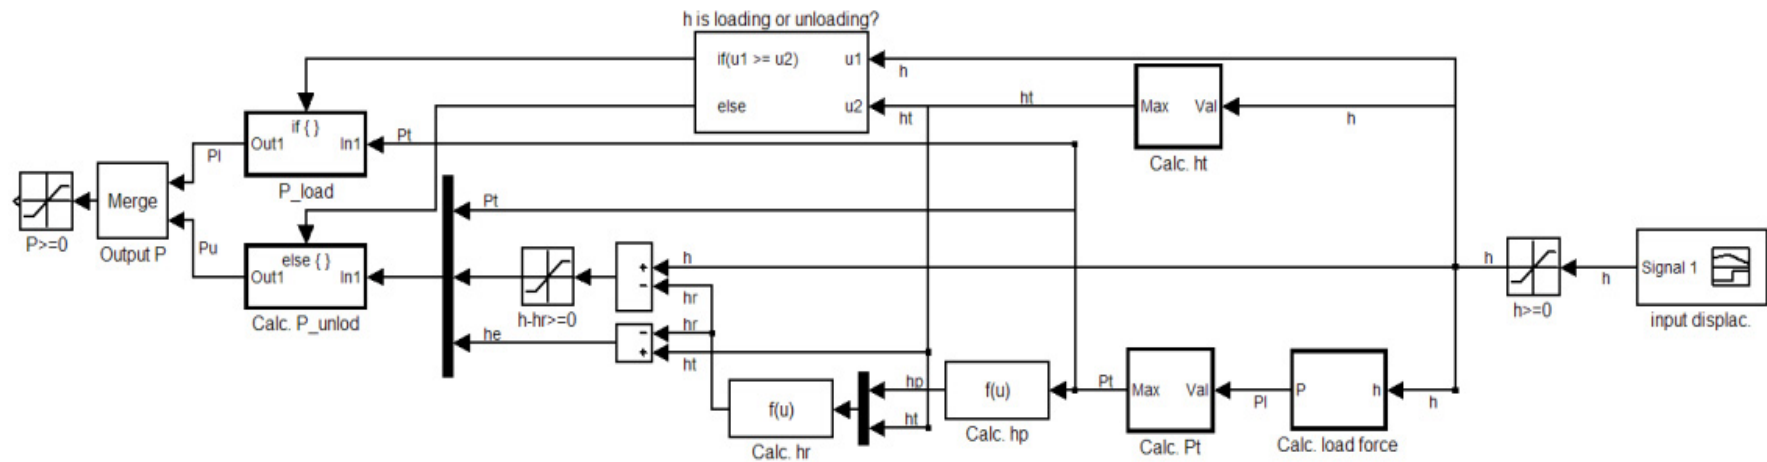 h is loading or unloading?
if(u1 >= u2)
u1
h
else
u2
ht
ht
Max
Val
h
Calc. ht
if { }
Out1
In1
Pt
Pl
P_load
Merge
Output P
P>=0
Pt
Pu
else { }
Out1
In1
Calc. P_unlod
h-hr>=0
+
−
h
hr
he
−
+
hr
ht
h
h>=0
h
Signal 1
input displac.
f(u)
Calc. hr
hp
ht
f(u)
Calc. hp
Pt
Max
Val
Calc. Pt
Pl
P
h
Calc. load force
h